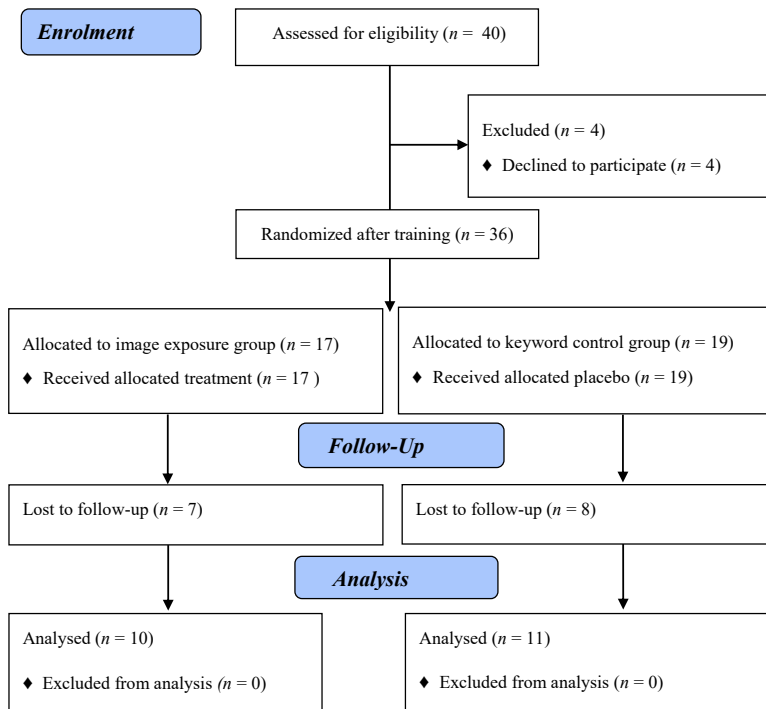 Enrolment
Assessed for eligibility (n = 40)
Excluded (n = 4)
♦ Declined to participate (n = 4)
Randomized after training (n = 36)
Allocated to image exposure group (n = 17)
♦ Received allocated treatment (n = 17 )
Allocated to keyword control group (n = 19)
♦ Received allocated placebo (n = 19)
Follow-Up
Lost to follow-up (n = 7)
Lost to follow-up (n = 8)
Analysis
Analysed (n = 10)
♦ Excluded from analysis (n = 0)
Analysed (n = 11)
♦ Excluded from analysis (n = 0)